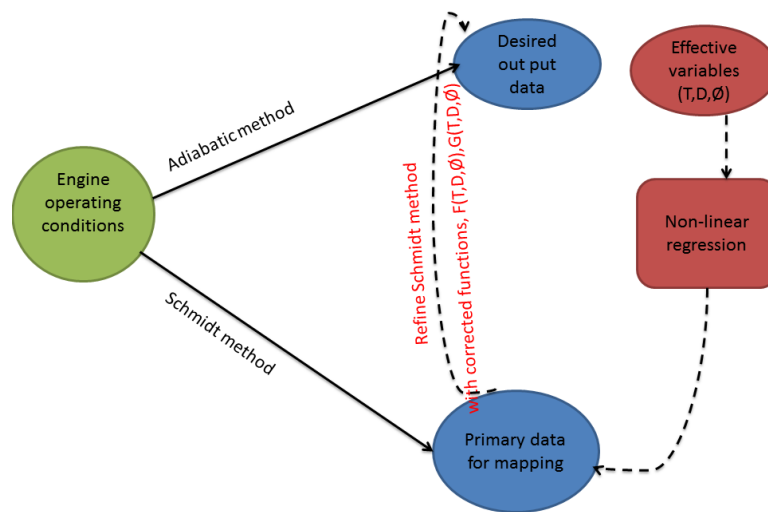 Desired
out put
data
Effective
variables
(T,D,Ø)
Adiabatic method
Engine
operating
conditions
Non-linear
regression
Refine Schmidt method
with corrected functions, F(T,D,Ø),G(T,D,Ø)
Schmidt method
Primary data
for mapping